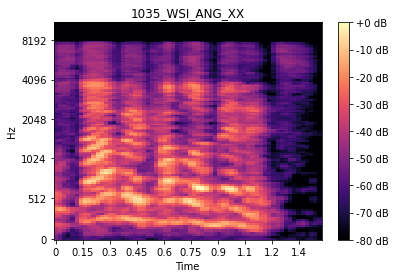 1035_WSI_ANG_XX
Hz
8192
4096
2048
1024
512
0
0 0.15 0.3 0.45 0.6 0.75 0.9 1.1 1.2 1.4
Time
+0 dB
-10 dB
-20 dB
-30 dB
-40 dB
-50 dB
-60 dB
-70 dB
-80 dB